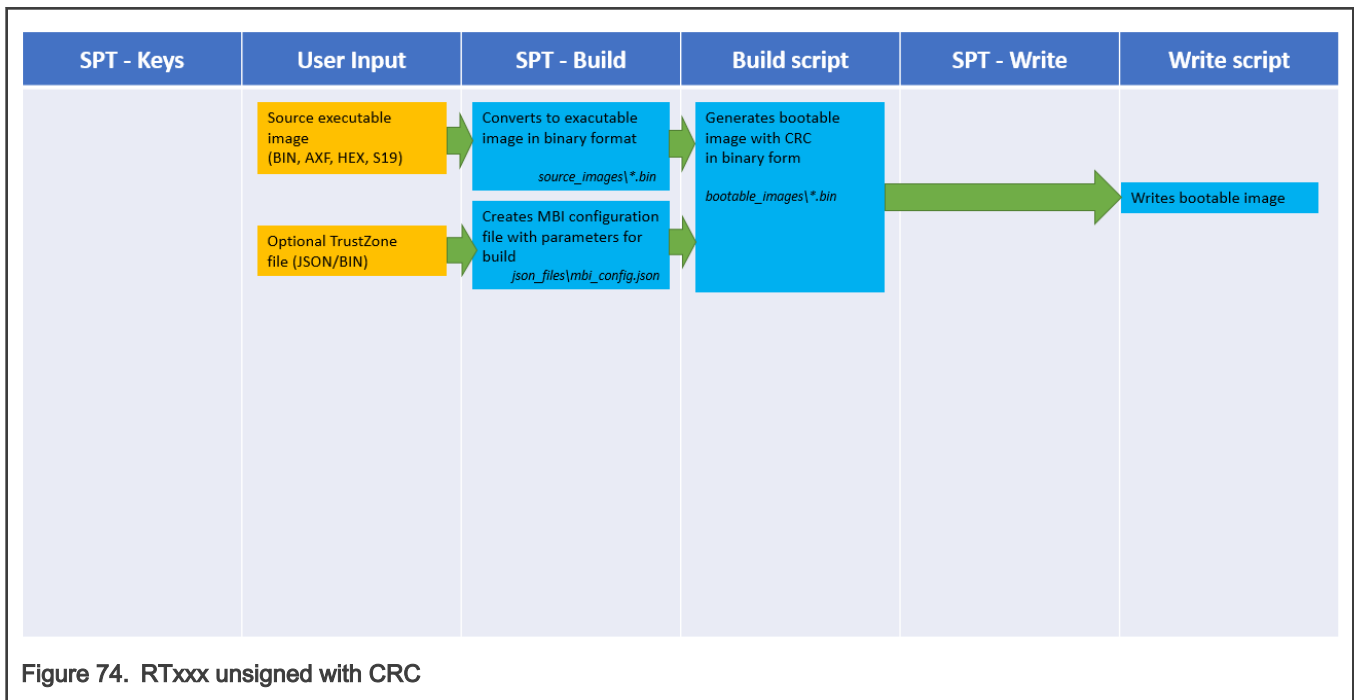 SPT - Keys
User Input
SPT - Build
Build script
SPT - Write
Write script
Source executable
image
(BIN, AXF, HEX, S19)
Converts to exacutable
image in binary format
source_images\*.bin
Generates bootable
image with CRC
in binary form
bootable_images\*.bin
Writes bootable image
Optional TrustZone
file (JSON/BIN)
Creates MBI configuration
file with parameters for
build
json_files\mbi_config.json
Figure 74. RTxxx unsigned with CRC